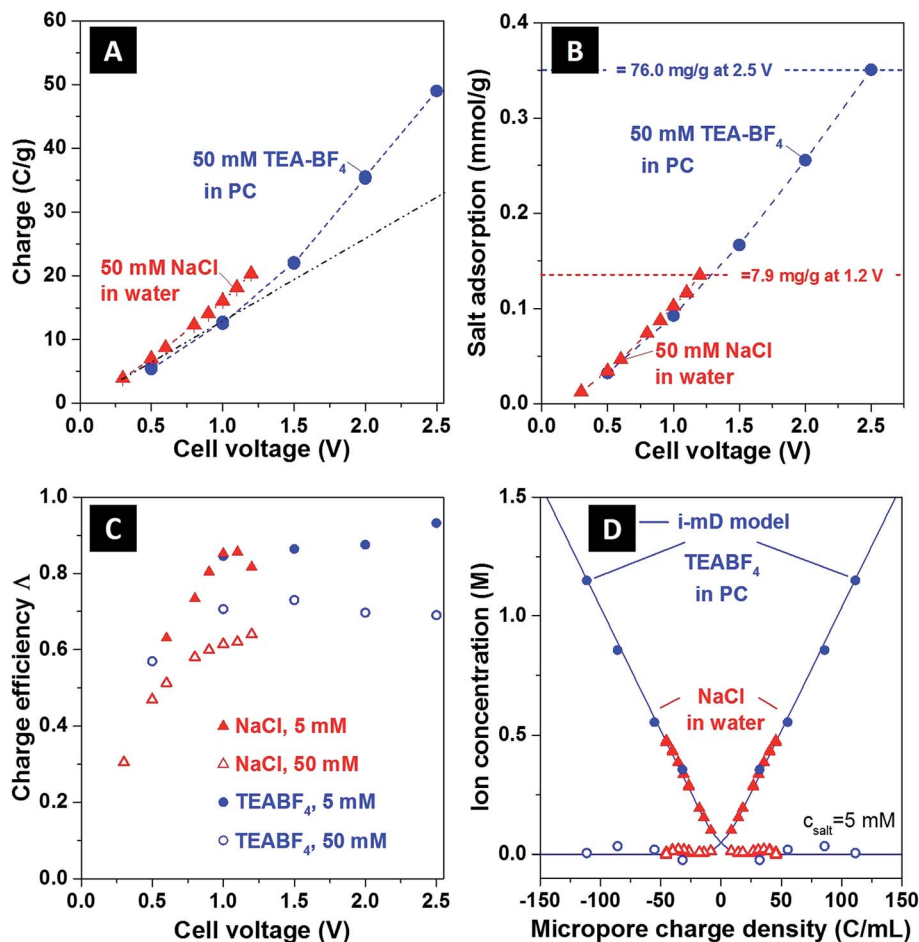 A
Charge (C/g)
60
50
40
30
20
10
0
50 mM TEA-BF₄
in PC
50 mM NaCl
in water
0.0 0.5 1.0 1.5 2.0 2.5
Cell voltage (V)
B
Salt adsorption (mmol/g)
0.4
0.3
0.2
0.1
0.0
= 76.0 mg/g at 2.5 V
50 mM TEA-BF₄
in PC
=7.9 mg/g at 1.2 V
50 mM NaCl
in water
0.0 0.5 1.0 1.5 2.0 2.5
Cell voltage (V)
C
Charge efficiency Λ
1.0
0.8
0.6
0.4
0.2
0.0
NaCl, 5 mM
NaCl, 50 mM
TEABF₄, 5 mM
TEABF₄, 50 mM
0.0 0.5 1.0 1.5 2.0 2.5
Cell voltage (V)
D
Ion concentration (M)
1.5
1.0
0.5
0.0
i-mD model
TEABF₄
in PC
NaCl
in water
c_salt=5 mM
-150 -100 -50 0 50 100 150
Micropore charge density (C/mL)